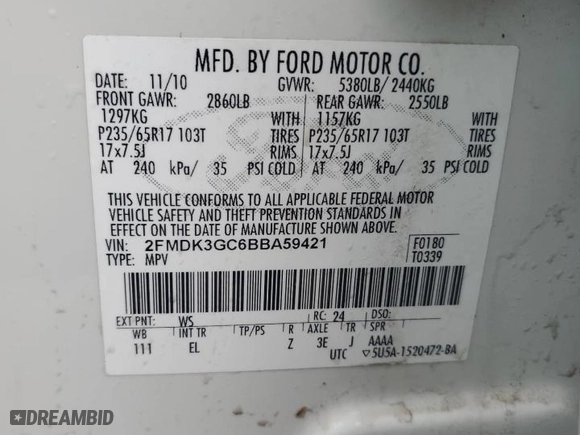 MFD. BY FORD MOTOR CO.
DATE: 11/10 GVWR: 5380LB/ 2440KG
FRONT GAWR: 2860LB REAR GAWR: 2550LB
1297KG WITH 1157KG WITH
P235/65R17 103T TIRES P235/65R17 103T TIRES
17x7.5J RIMS 17x7.5J RIMS
AT 240 kPa/ 35 PSI COLD AT 240 kPa/ 35 PSI COLD
THIS VEHICLE CONFORMS TO ALL APPLICABLE FEDERAL MOTOR
VEHICLE SAFETY AND THEFT PREVENTION STANDARDS IN
EFFECT ON THE DATE OF MANUFACTURE SHOWN ABOVE.
VIN: 2FMDK3GC6BBA59421 F0180
TYPE: MPV T0339
EXT PNT: WS RC: 24 DSO:
WB INT TR TP/PS R AXLE TR SPR
111 EL Z 3E J AAAA
UTC ▽5U5A-1520472-BA
DREAMBID